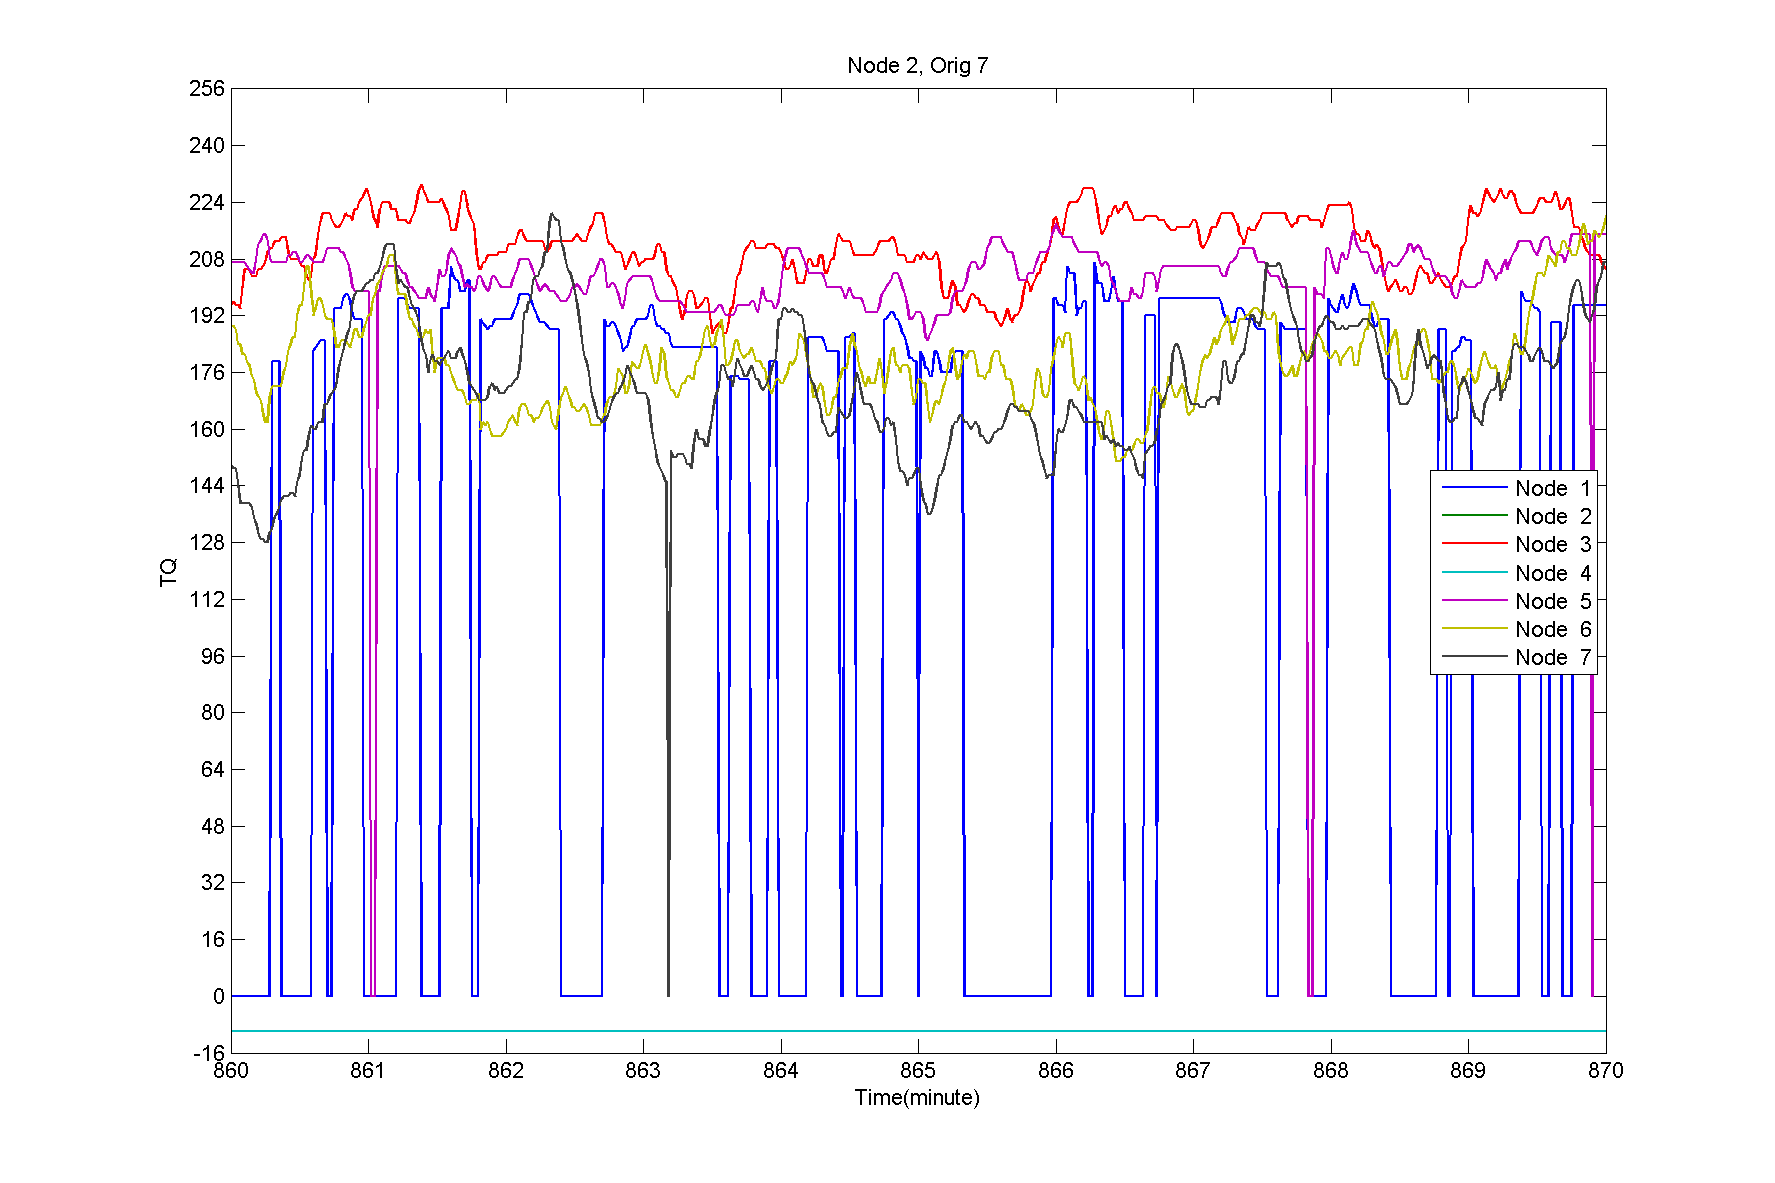 Node 2, Orig 7
256
240
224
208
192
176
160
144
128
112
96
80
64
48
32
16
0
-16
TQ
Node 1
Node 2
Node 3
Node 4
Node 5
Node 6
Node 7
860 861 862 863 864 865 866 867 868 869 870
Time(minute)